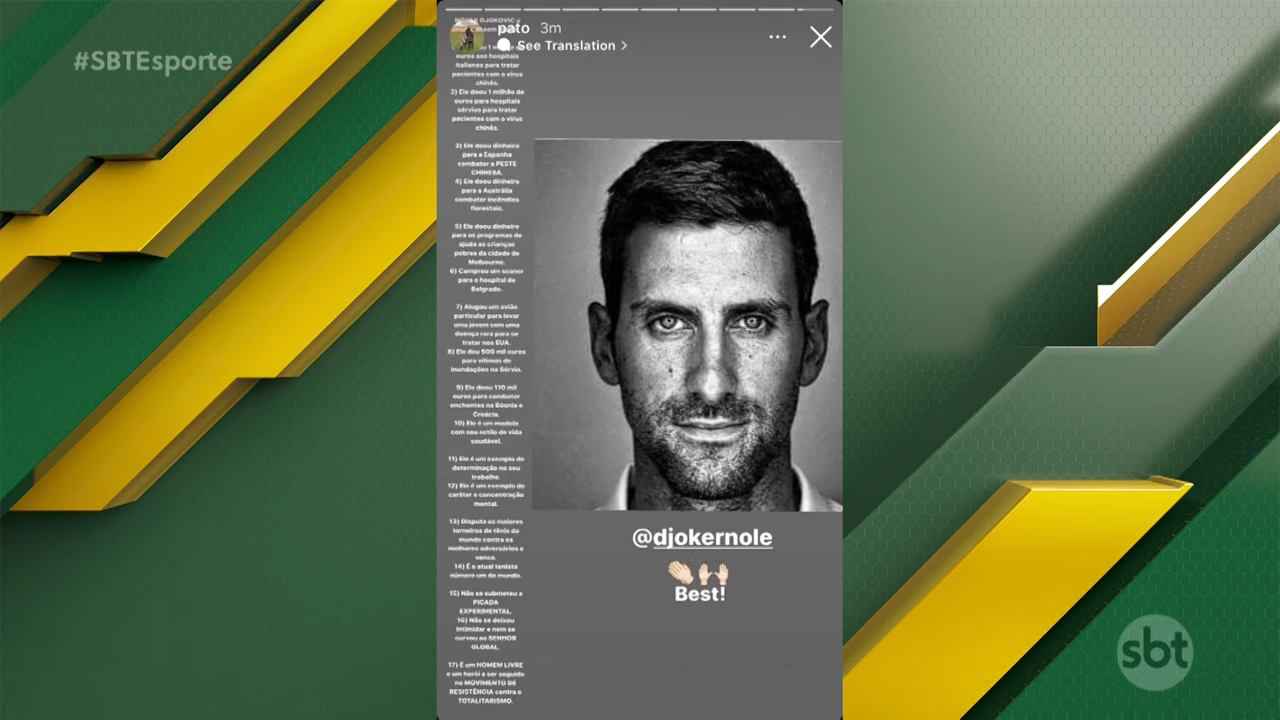 #SBTEsporte
pato 3m
See Translation >
euros aos hospitais
italianos para tratar
pacientes com o vírus
chinês.
2) Ele doou 1 milhão de
euros para hospitais
sérvios para tratar
pacientes com o vírus
chinês.
3) Ele doou dinheiro
para a Espanha
combater a PESTE
CHINESA.
4) Ele doou dinheiro
para a Austrália
combater incêndios
florestais.
5) Ele doou dinheiro
para os programas de
ajuda as crianças
pobres da cidade de
Melbourne.
6) Comprou um scaner
para o hospital de
Belgrado.
7) Alugou um avião
particular para levar
uma jovem com uma
doença rara para se
tratar nos EUA.
8) Ele deu 500 mil euros
para vítimas de
inundações na Sérvia.
9) Ele doou 110 mil
euros para combater
enchentes na Bósnia e
Croácia.
10) Ele é um modelo
com seu estilo de vida
saudável.
11) Ele é um exemplo de
determinação no seu
trabalho.
12) Ele é um exemplo de
caráter e concentração
mental.
13) Disputa os maiores
torneiros de tênis do
mundo contra os
melhores adversários e
vence.
14) É o atual tenista
número um do mundo.
15) Não se submeteu a
PICADA
EXPERIMENTAL.
16) Não se deixou
intimidar e nem se
curvou ao SENHOR
GLOBAL.
17) É um HOMEM LIVRE
e um herói a ser seguido
no MOVIMENTO DE
RESISTÊNCIA contra o
TOTALITARISMO.
@djokernole
Best!
sbt